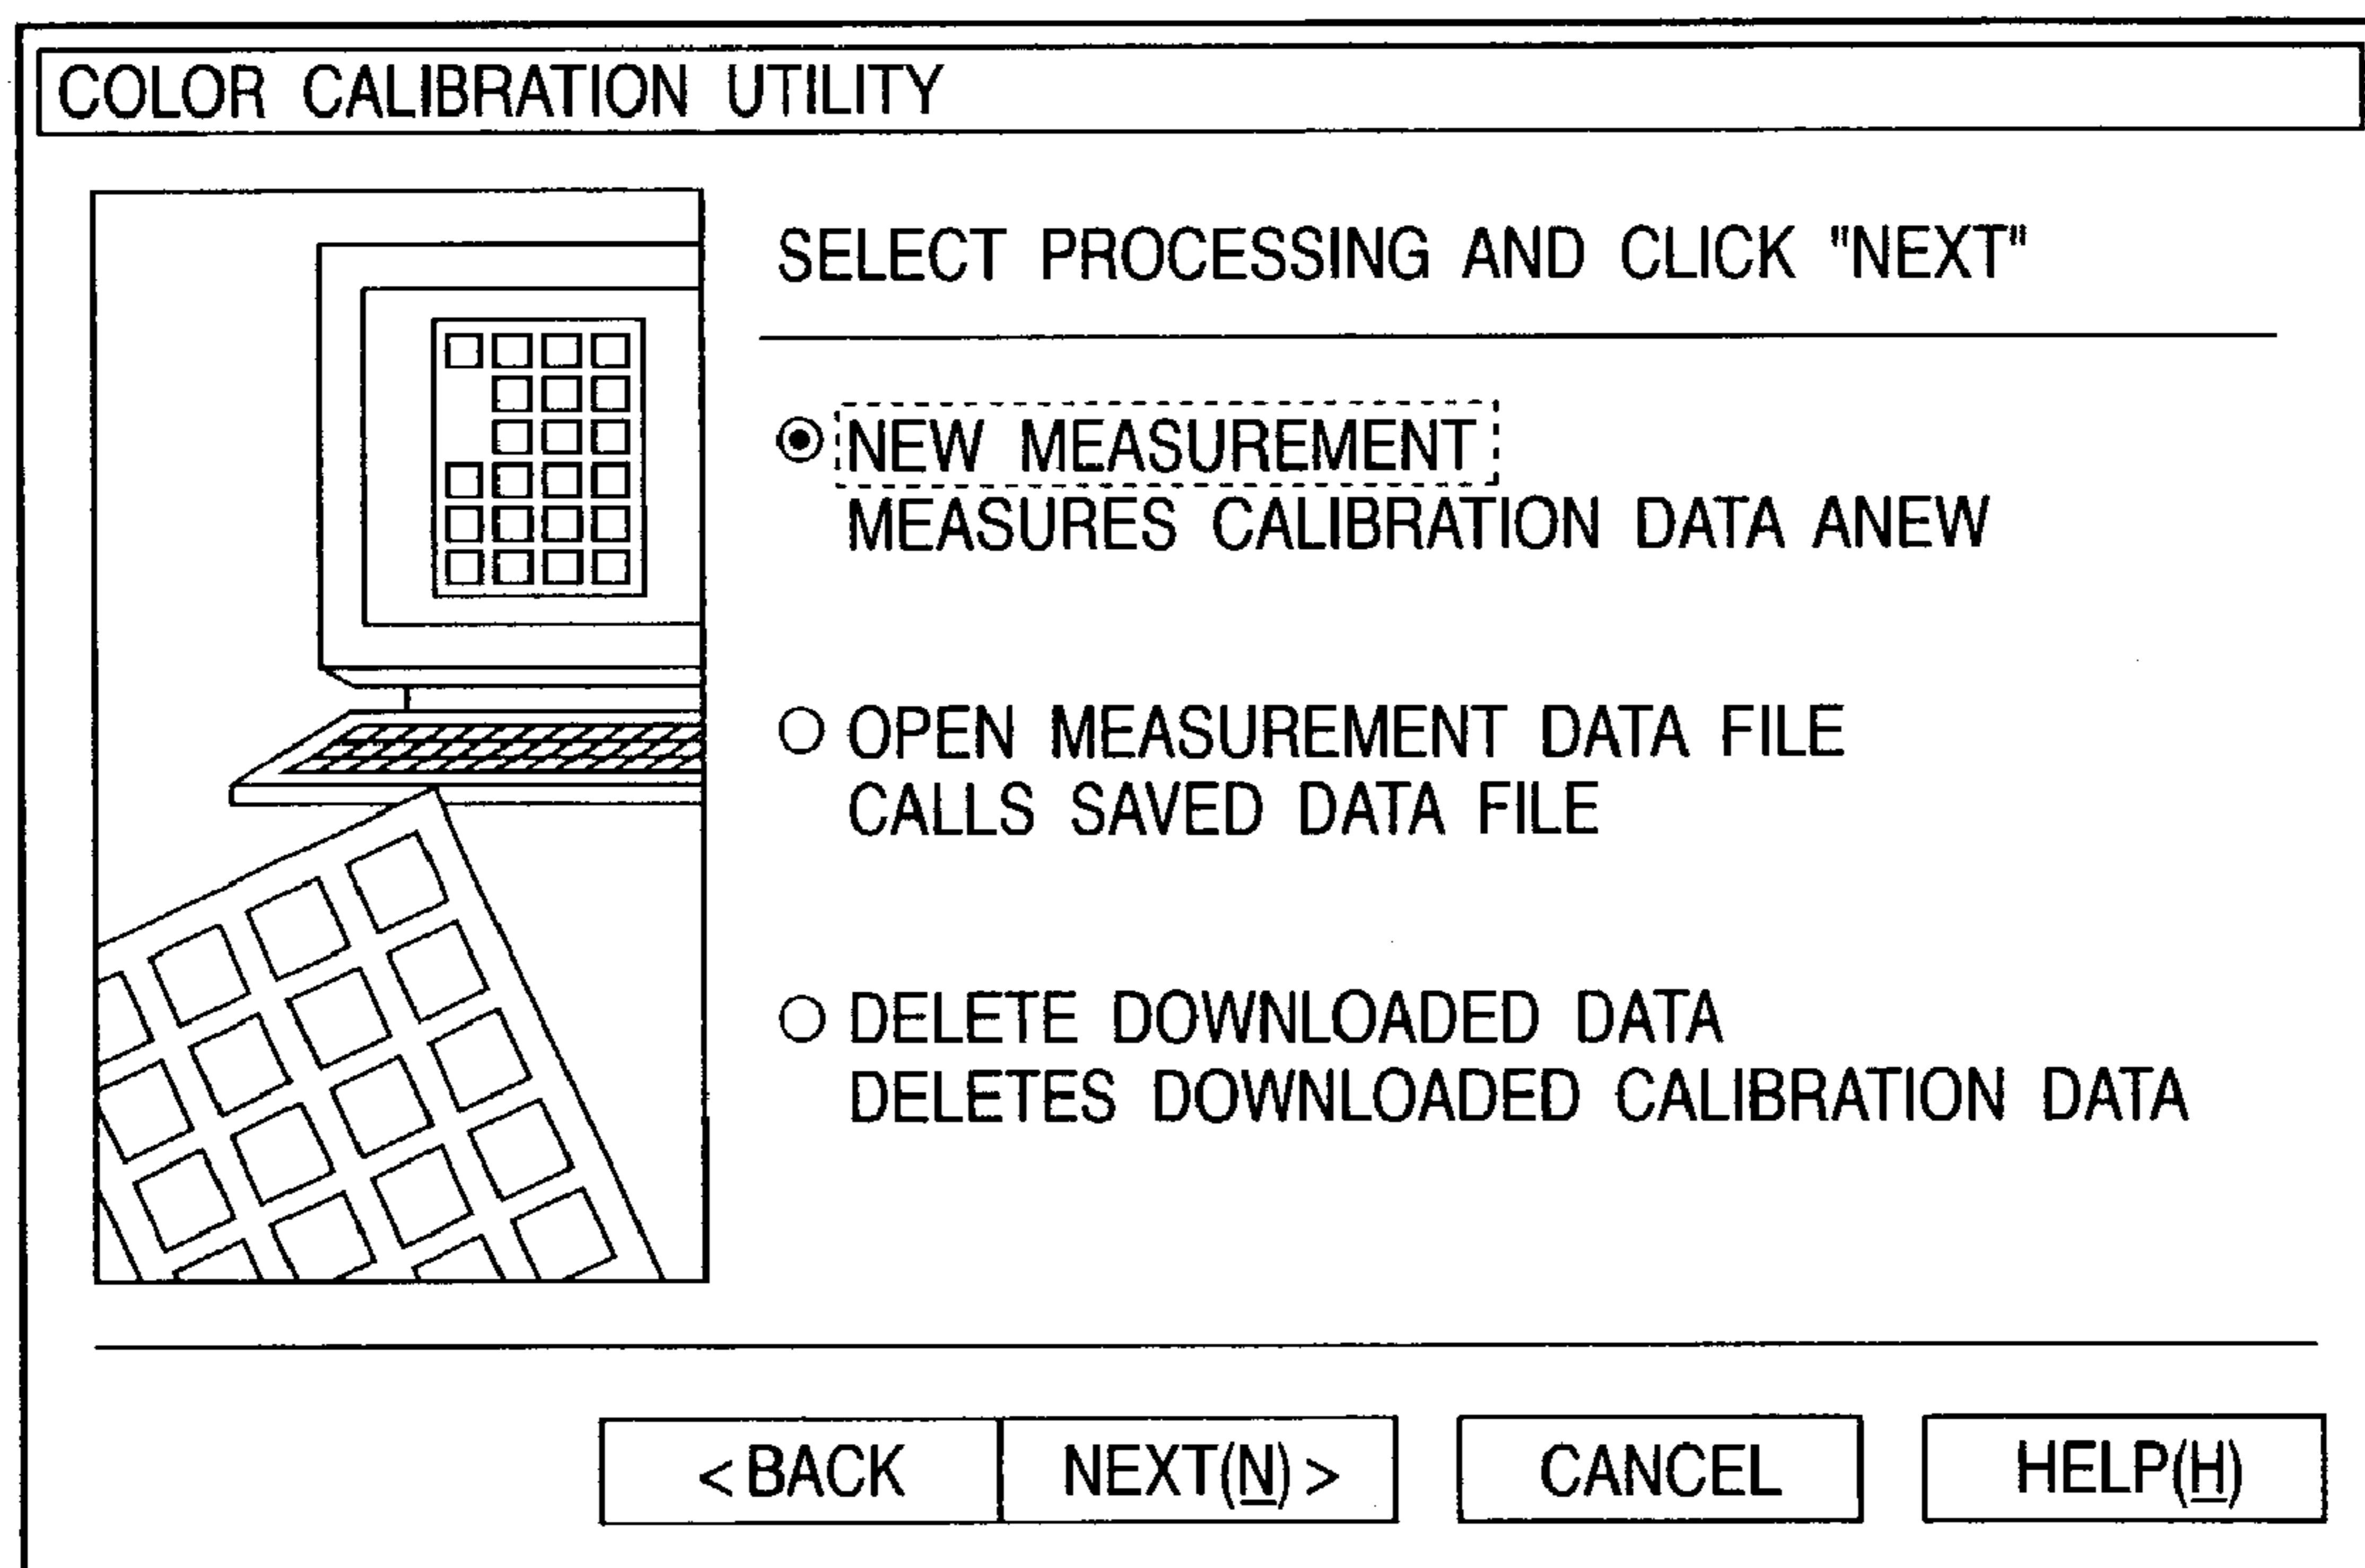 COLOR CALIBRATION UTILITY
SELECT PROCESSING AND CLICK "NEXT"
NEW MEASUREMENT
MEASURES CALIBRATION DATA ANEW
OPEN MEASUREMENT DATA FILE
CALLS SAVED DATA FILE
DELETE DOWNLOADED DATA
DELETES DOWNLOADED CALIBRATION DATA
<BACK NEXT(N)> CANCEL HELP(H)